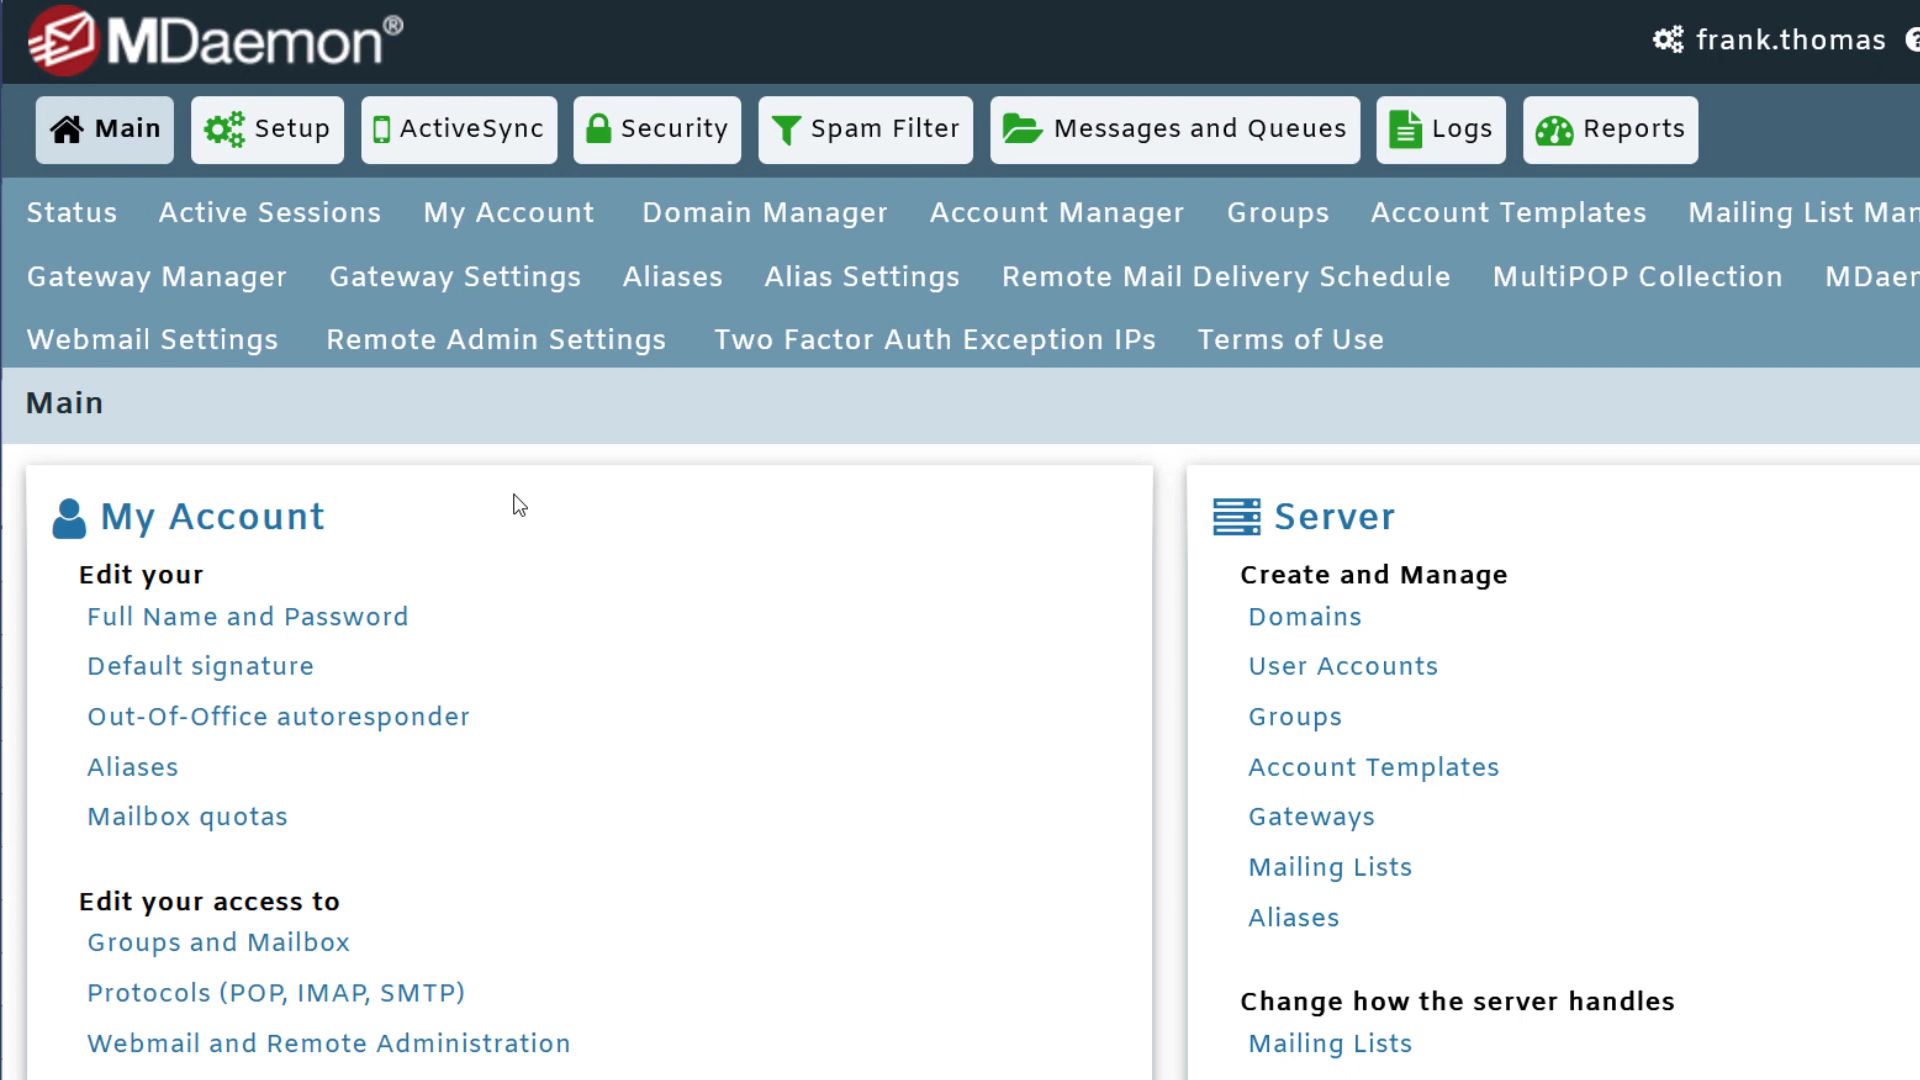 MDaemon®
frank.thomas
Main Setup ActiveSync Security Spam Filter Messages and Queues Logs Reports
Status Active Sessions My Account Domain Manager Account Manager Groups Account Templates Mailing List
Gateway Manager Gateway Settings Aliases Alias Settings Remote Mail Delivery Schedule MultiPOP Collection
Webmail Settings Remote Admin Settings Two Factor Auth Exception IPs Terms of Use
Main
My Account
Edit your
Full Name and Password
Default signature
Out-Of-Office autoresponder
Aliases
Mailbox quotas
Edit your access to
Groups and Mailbox
Protocols (POP, IMAP, SMTP)
Webmail and Remote Administration
Server
Create and Manage
Domains
User Accounts
Groups
Account Templates
Gateways
Mailing Lists
Aliases
Change how the server handles
Mailing Lists